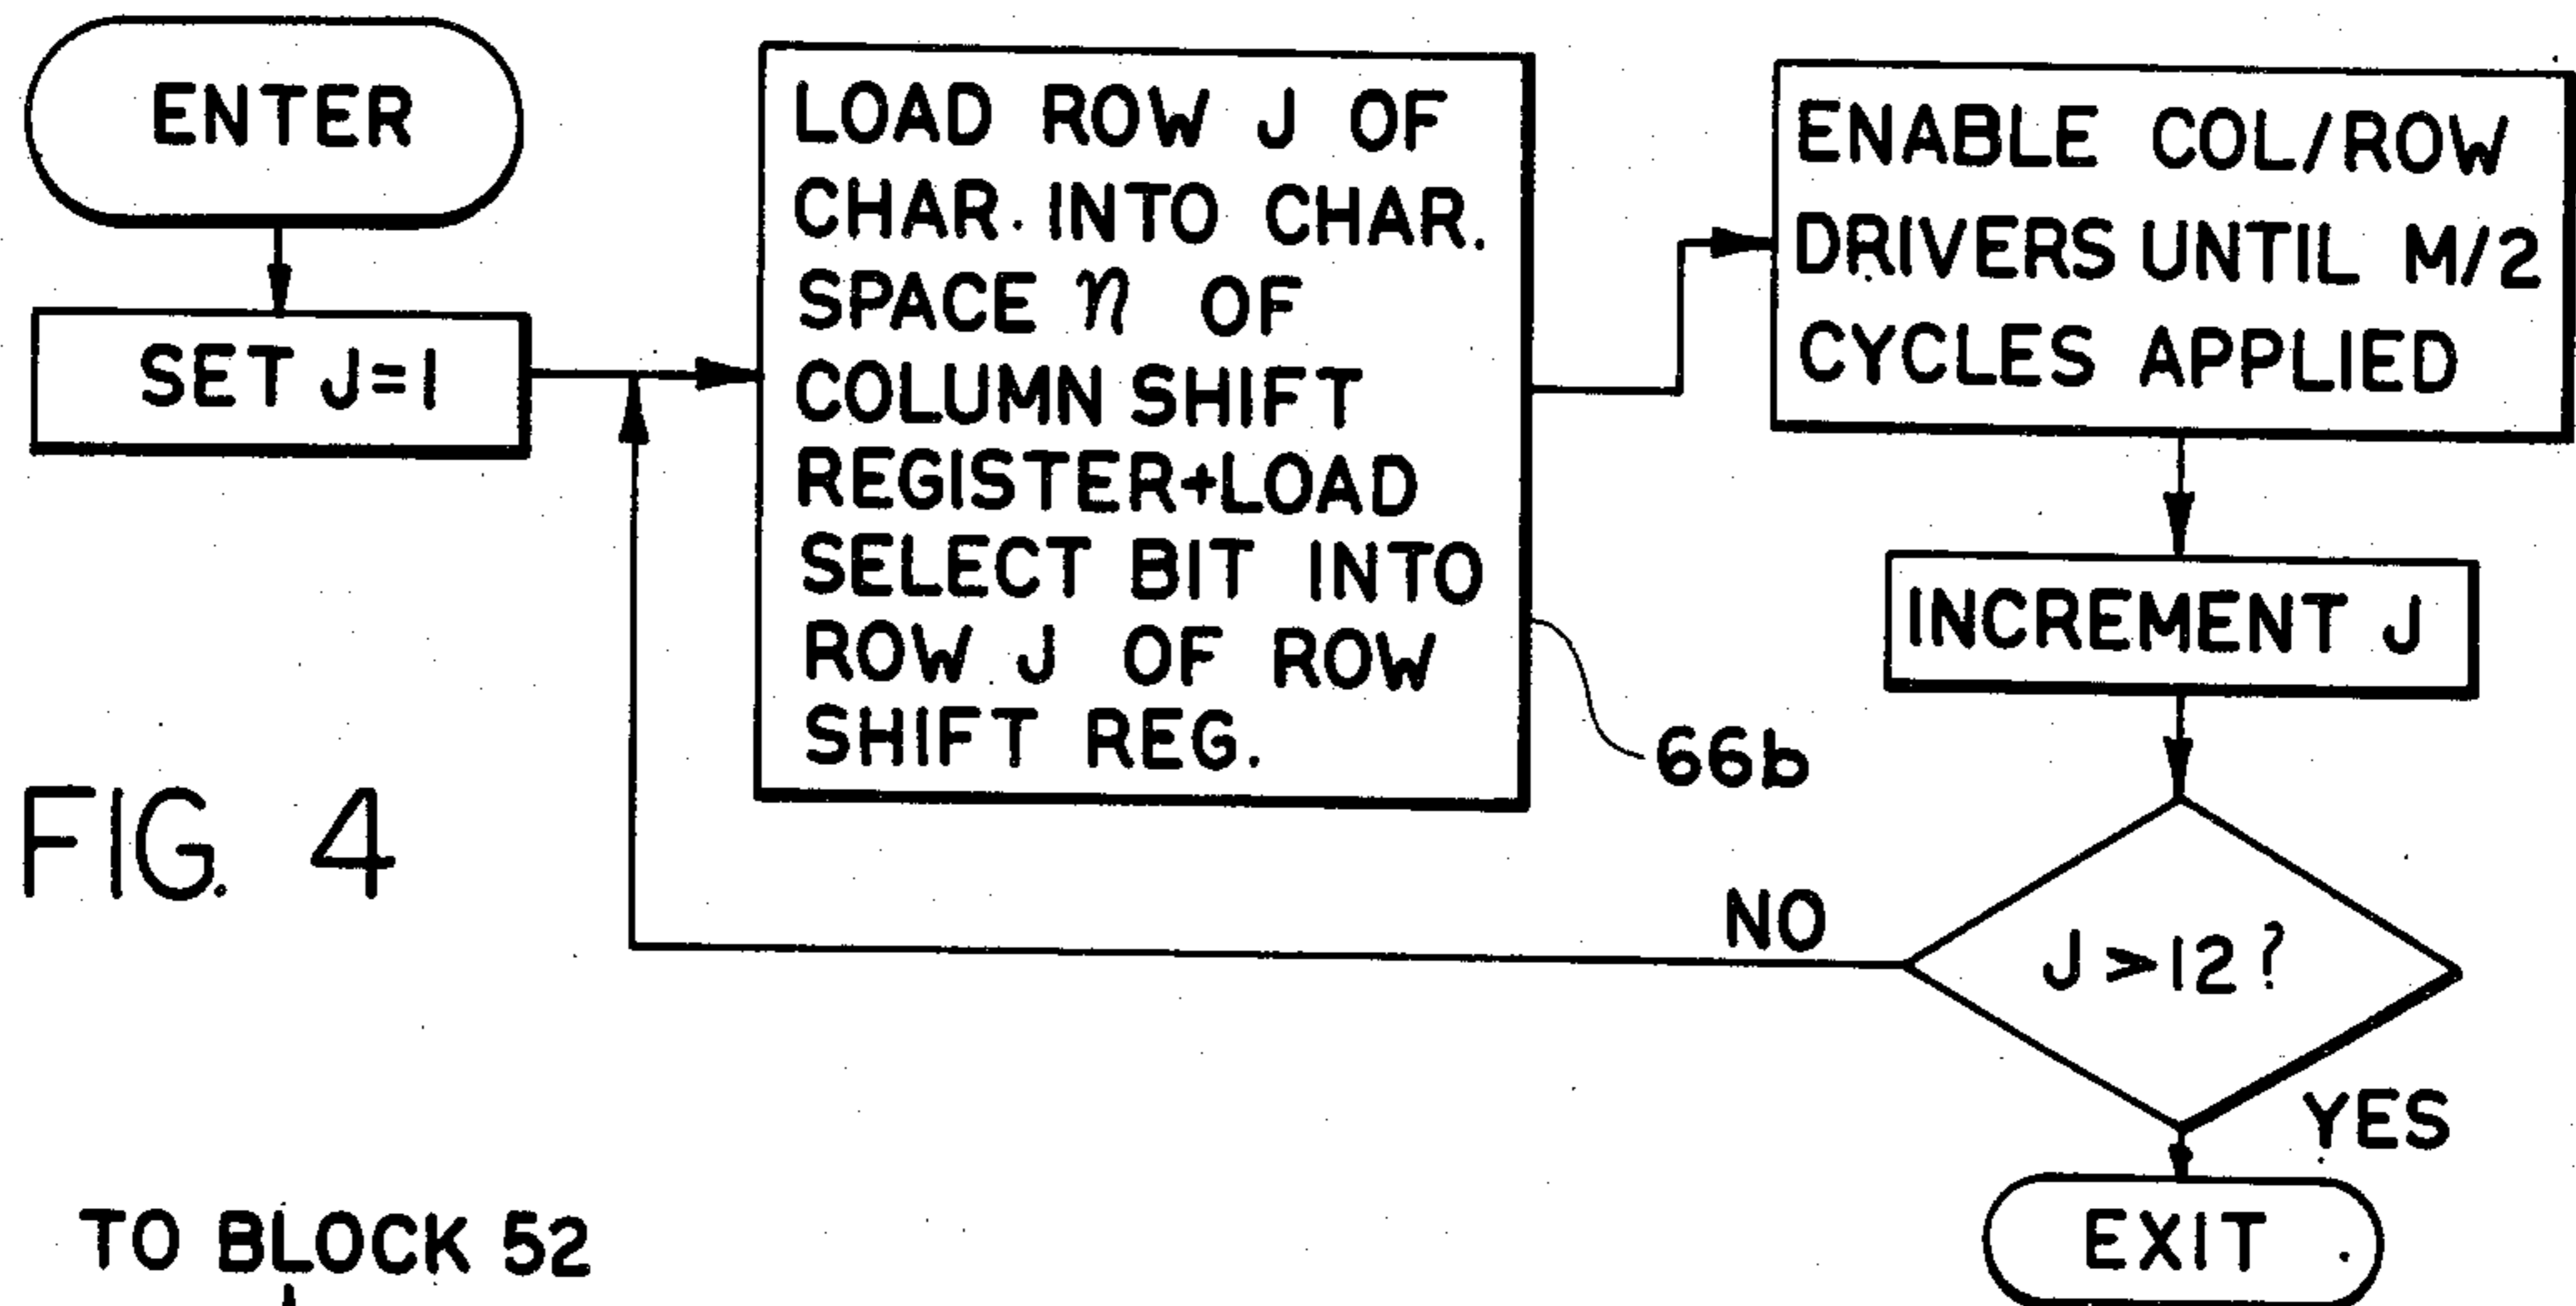 ENTER
SET J=1
LOAD ROW J OF
CHAR. INTO CHAR.
SPACE η OF
COLUMN SHIFT
REGISTER+LOAD
SELECT BIT INTO
ROW J OF ROW
SHIFT REG.
66b
ENABLE COL/ROW
DRIVERS UNTIL M/2
CYCLES APPLIED
INCREMENT J
J>12?
NO
YES
EXIT
FIG. 4
TO BLOCK 52